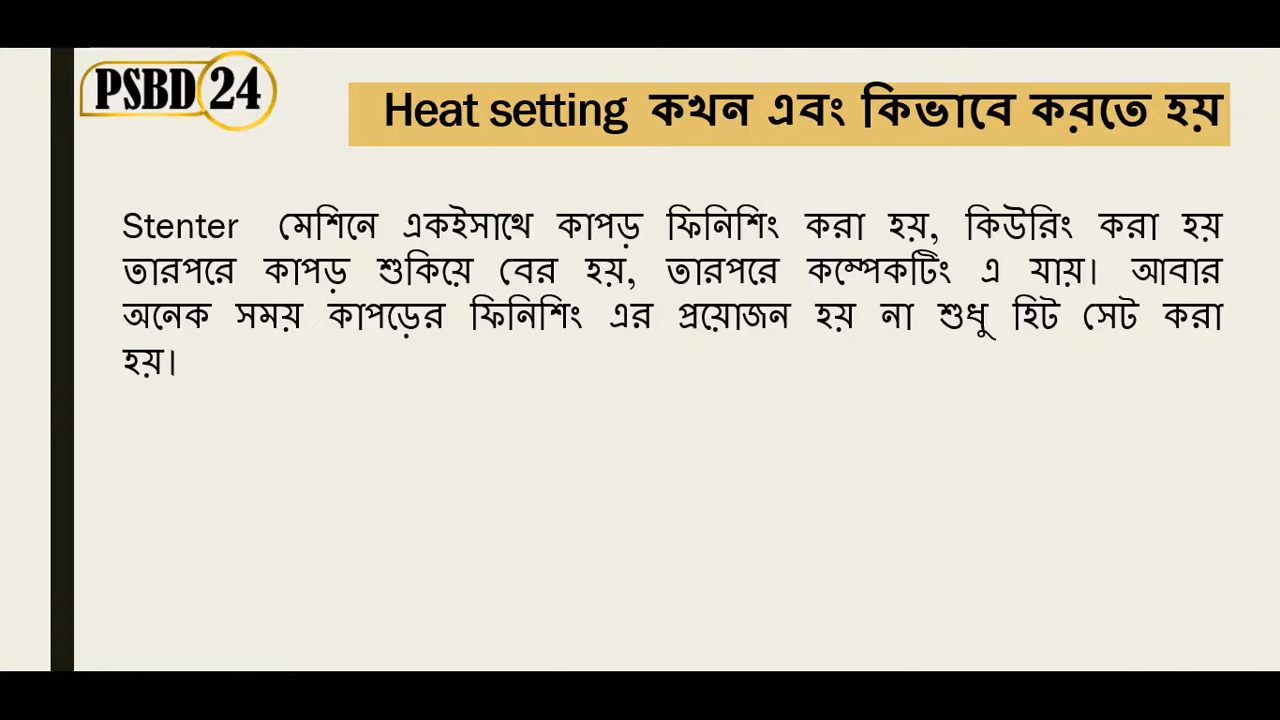 PSBD 24
Heat setting কখন এবং কিভাবে করতে হয়
Stenter মেশিনে একইসাথে কাপড় ফিনিশিং করা হয়, কিউরিং করা হয়
তারপরে কাপড় শুকিয়ে বের হয়, তারপরে কম্পেকটিং এ যায়। আবার
অনেক সময় কাপড়ের ফিনিশিং এর প্রয়োজন হয় না শুধু হিট সেট করা
হয়।